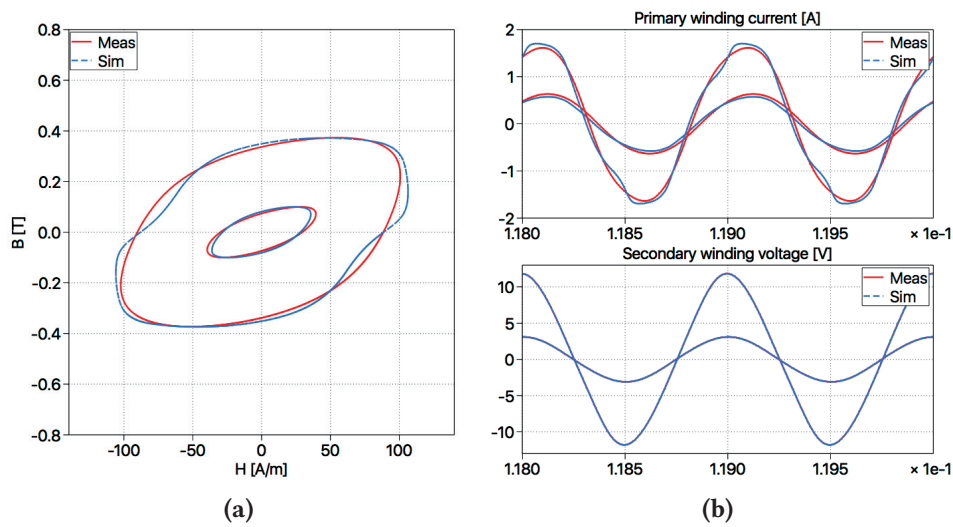 0.8
0.6
0.4
0.2
0.0
-0.2
-0.4
-0.6
-0.8
B [T]
Meas
Sim
-100 -50 0 50 100
H [A/m]
(a)
Primary winding current [A]
2
1
0
-1
-2
Meas
Sim
1.180 1.185 1.190 1.195 × 1e-1
Secondary winding voltage [V]
10
5
0
-5
-10
Meas
Sim
1.180 1.185 1.190 1.195 × 1e-1
(b)